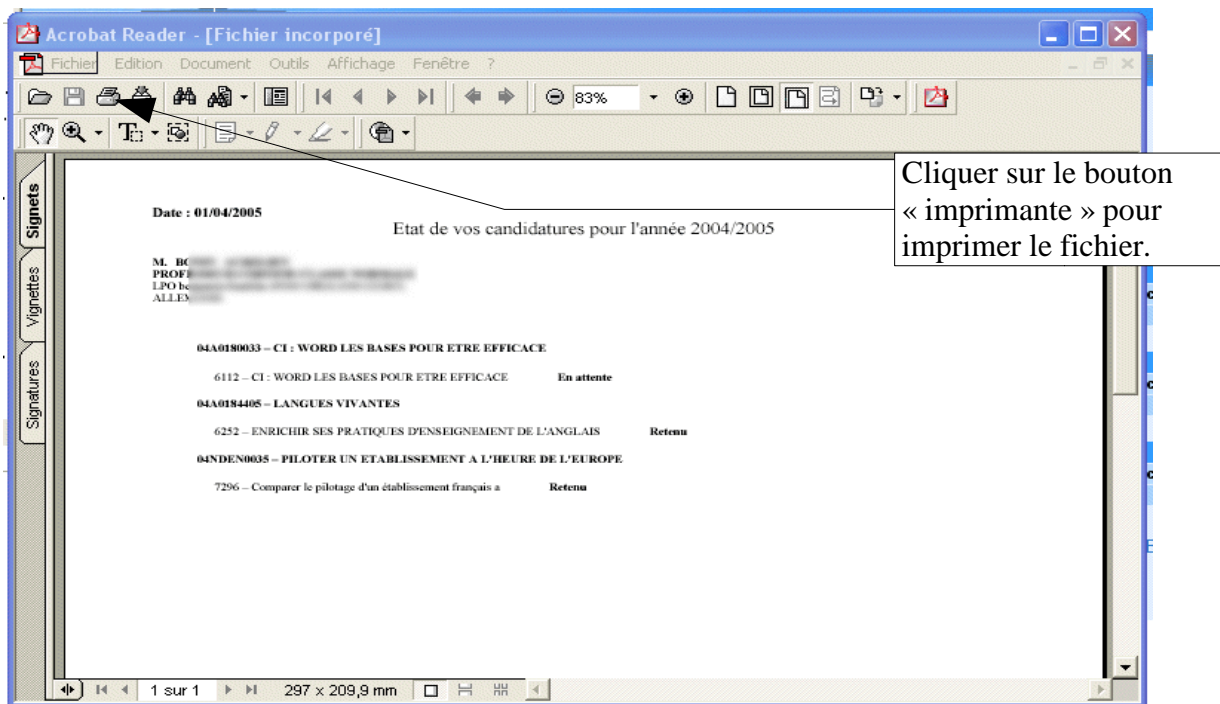 Acrobat Reader - [Fichier incorporé]
Fichier Edition Document Outils Affichage Fenêtre ?
83%
Cliquer sur le bouton
« imprimante » pour
imprimer le fichier.
Signets
Vignettes
Signatures
Date : 01/04/2005
Etat de vos candidatures pour l'année 2004/2005
M.
LPO
04A0180033 – CI : WORD LES BASES POUR ETRE EFFICACE
6112 – CI : WORD LES BASES POUR ETRE EFFICACE En attente
04A0184405 – LANGUES VIVANTES
6252 – ENRICHIR SES PRATIQUES D'ENSEIGNEMENT DE L'ANGLAIS Retenu
04NDEN0035 – PILOTER UN ETABLISSEMENT A L'HEURE DE L'EUROPE
7296 – Comparer le pilotage d'un établissement français a Retenu
1 sur 1 297 x 209,9 mm